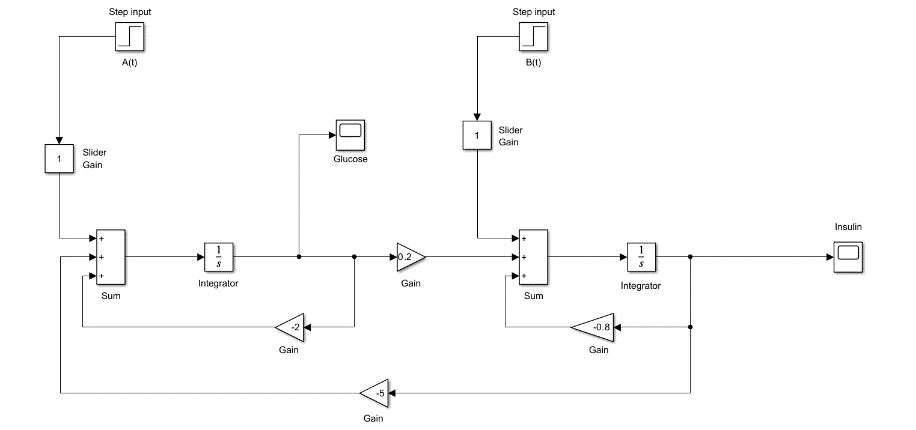 Step input
A(t)
1
Slider
Gain
Glucose
Step input
B(t)
1
Slider
Gain
+
+
+
Sum
1
s
Integrator
0.2
Gain
+
+
+
Sum
1
s
Integrator
Insulin
-2
Gain
-0.8
Gain
-5
Gain